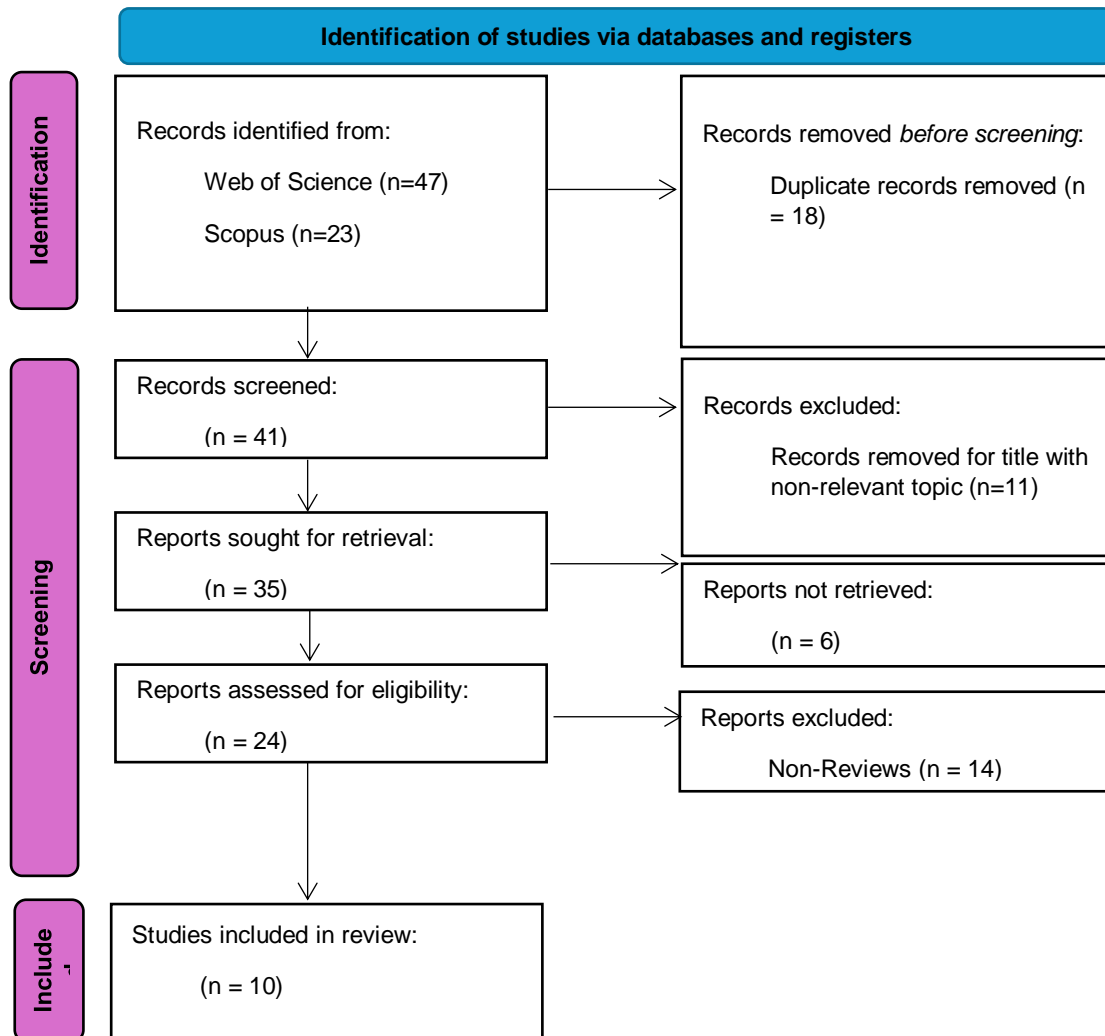 Identification of studies via databases and registers
Identification
Records identified from:
Web of Science (n=47)
Scopus (n=23)
Records removed before screening:
Duplicate records removed (n
= 18)
Screening
Records screened:
(n = 41)
Records excluded:
Records removed for title with
non-relevant topic (n=11)
Reports sought for retrieval:
(n = 35)
Reports not retrieved:
(n = 6)
Reports assessed for eligibility:
(n = 24)
Reports excluded:
Non-Reviews (n = 14)
Include
Studies included in review:
(n = 10)